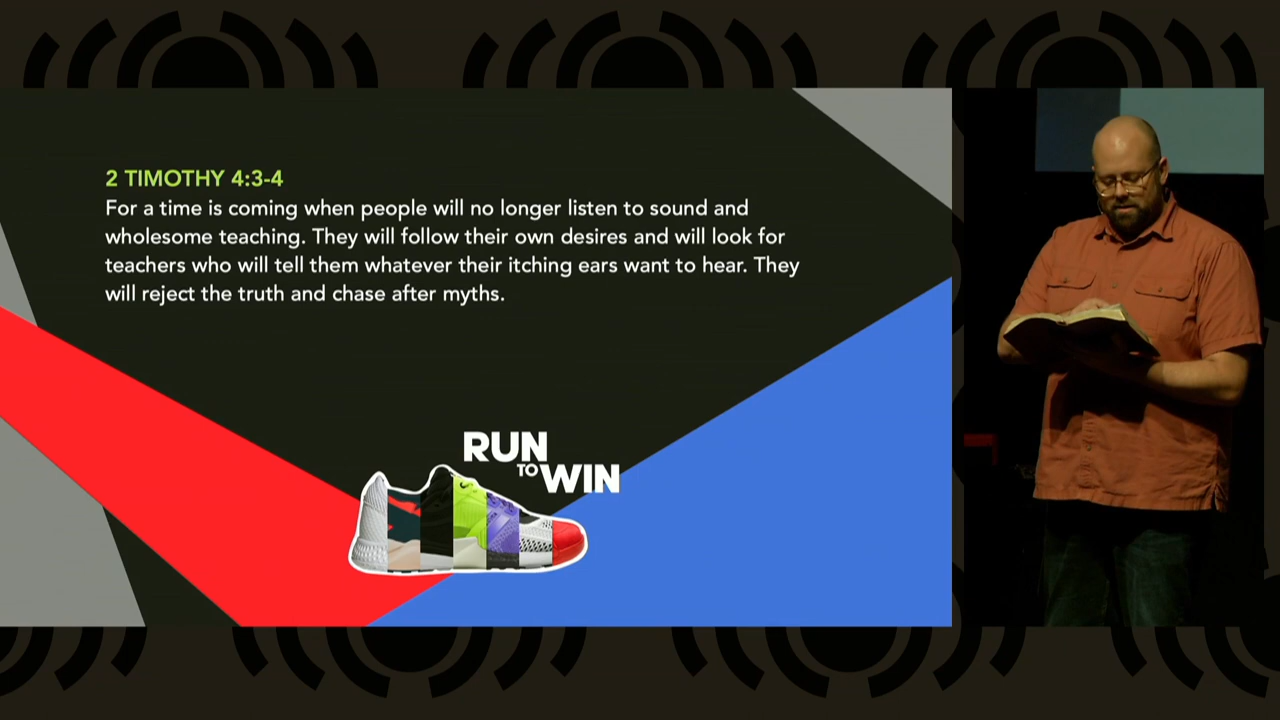 2 TIMOTHY 4:3-4
For a time is coming when people will no longer listen to sound and
wholesome teaching. They will follow their own desires and will look for
teachers who will tell them whatever their itching ears want to hear. They
will reject the truth and chase after myths.
RUN
TO WIN